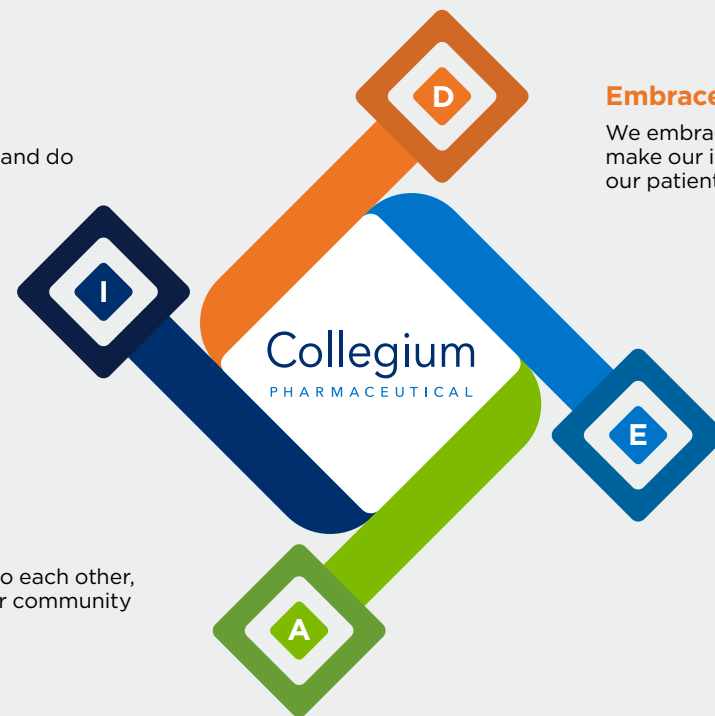 D
Embrace
We embra
make our i
our patient
and do
I
Collegium
PHARMACEUTICAL
E
o each other,
r community
A